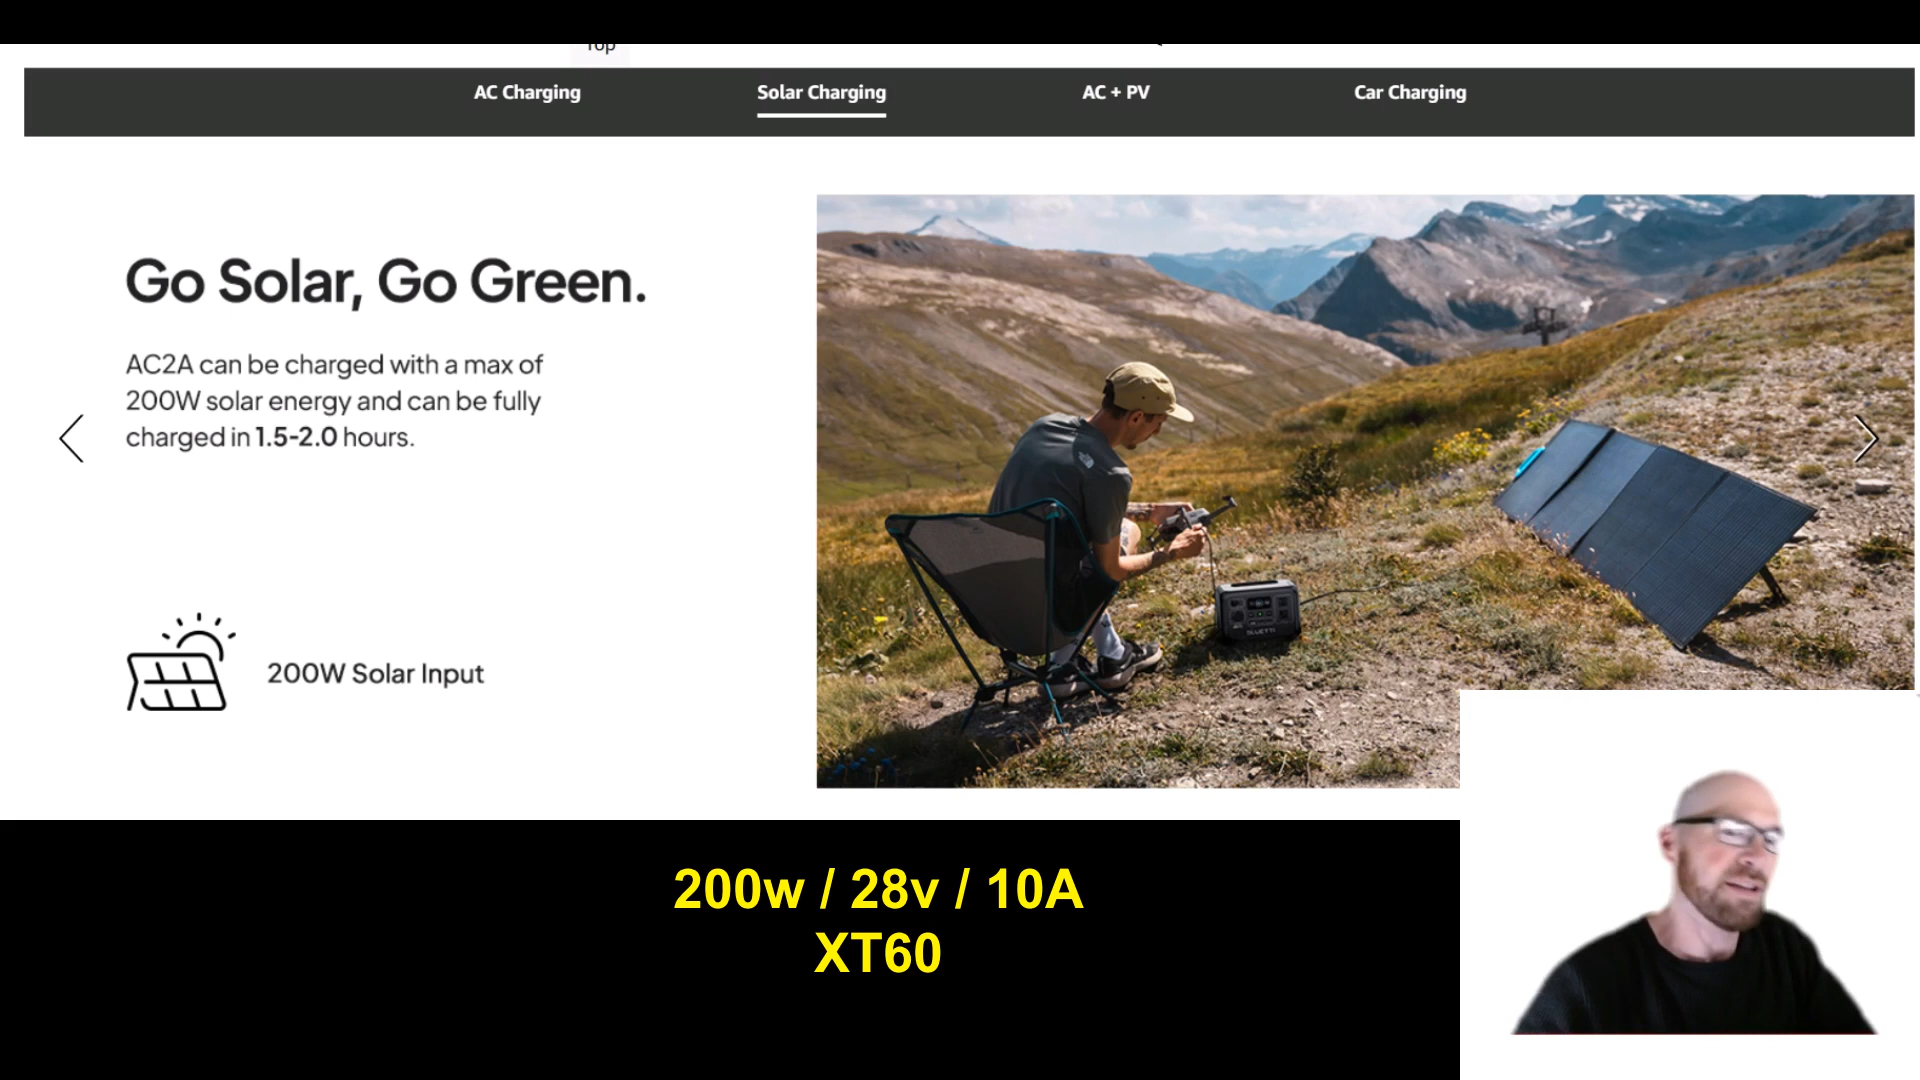 Top
AC Charging Solar Charging AC + PV Car Charging
Go Solar, Go Green.
AC2A can be charged with a max of
200W solar energy and can be fully
charged in 1.5-2.0 hours.
200W Solar Input
BLUETTI
200w / 28v / 10A
XT60